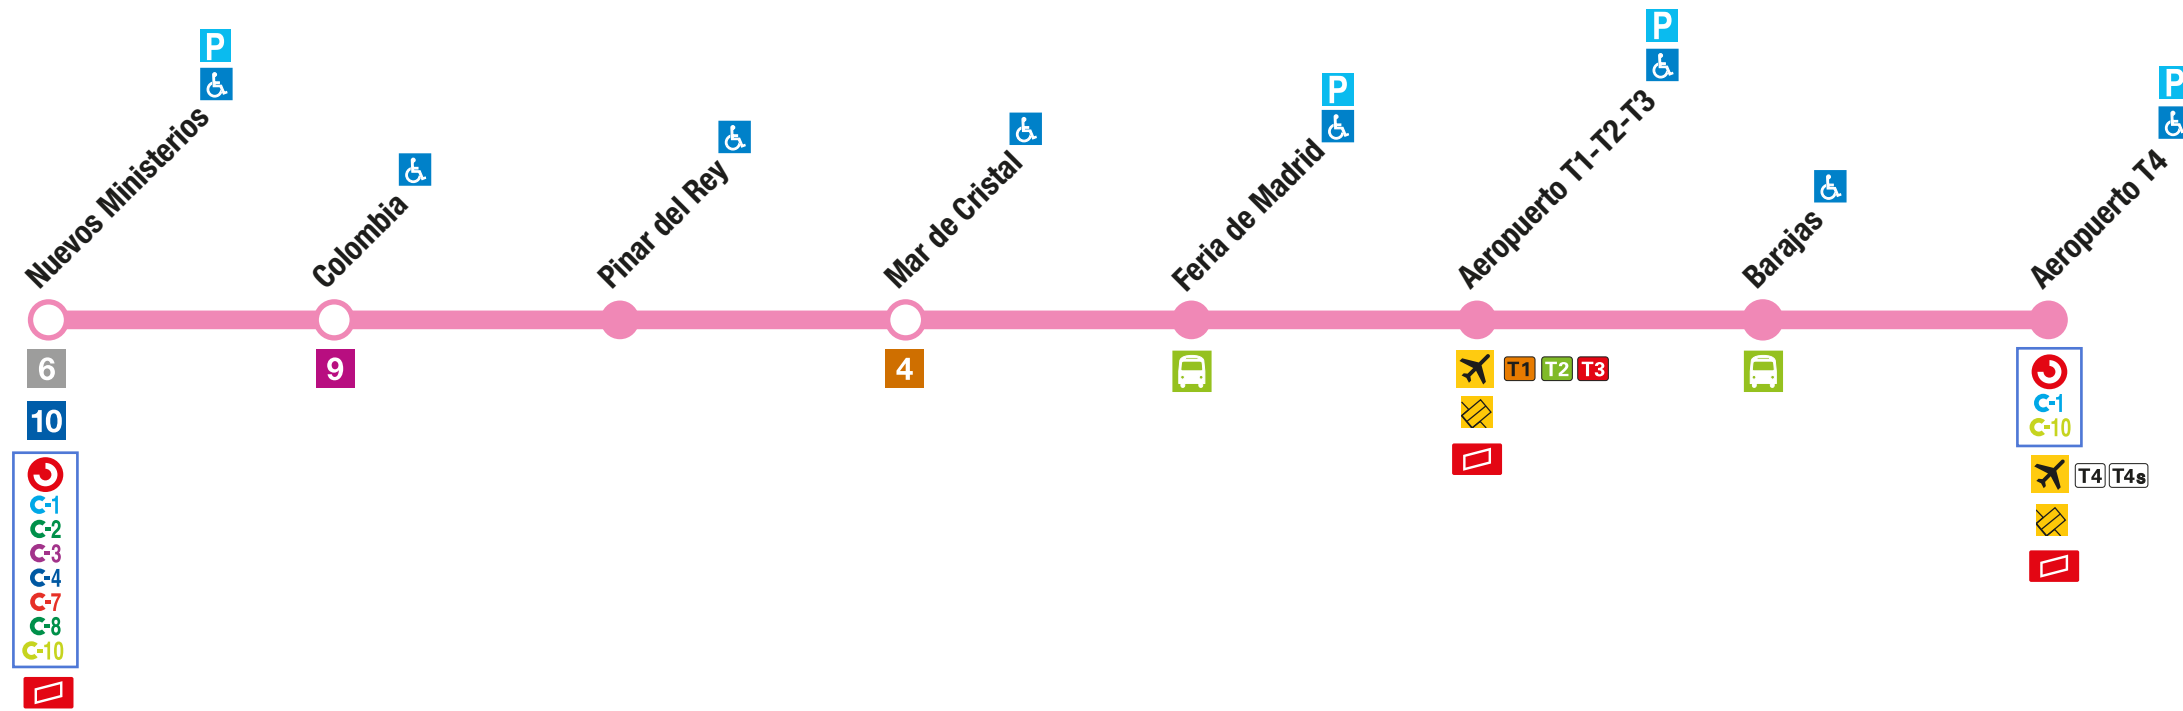 P
Nuevos Ministerios
Colombia
Pinar del Rey
Mar de Cristal
P
Feria de Madrid
P
Aeropuerto T1-T2-T3
Barajas
P
Aeropuerto T4
6
10
C-1
C-2
C-3
C-4
C-7
C-8
C-10
9
4
T1 T2 T3
C-1
C-10
T4 T4s